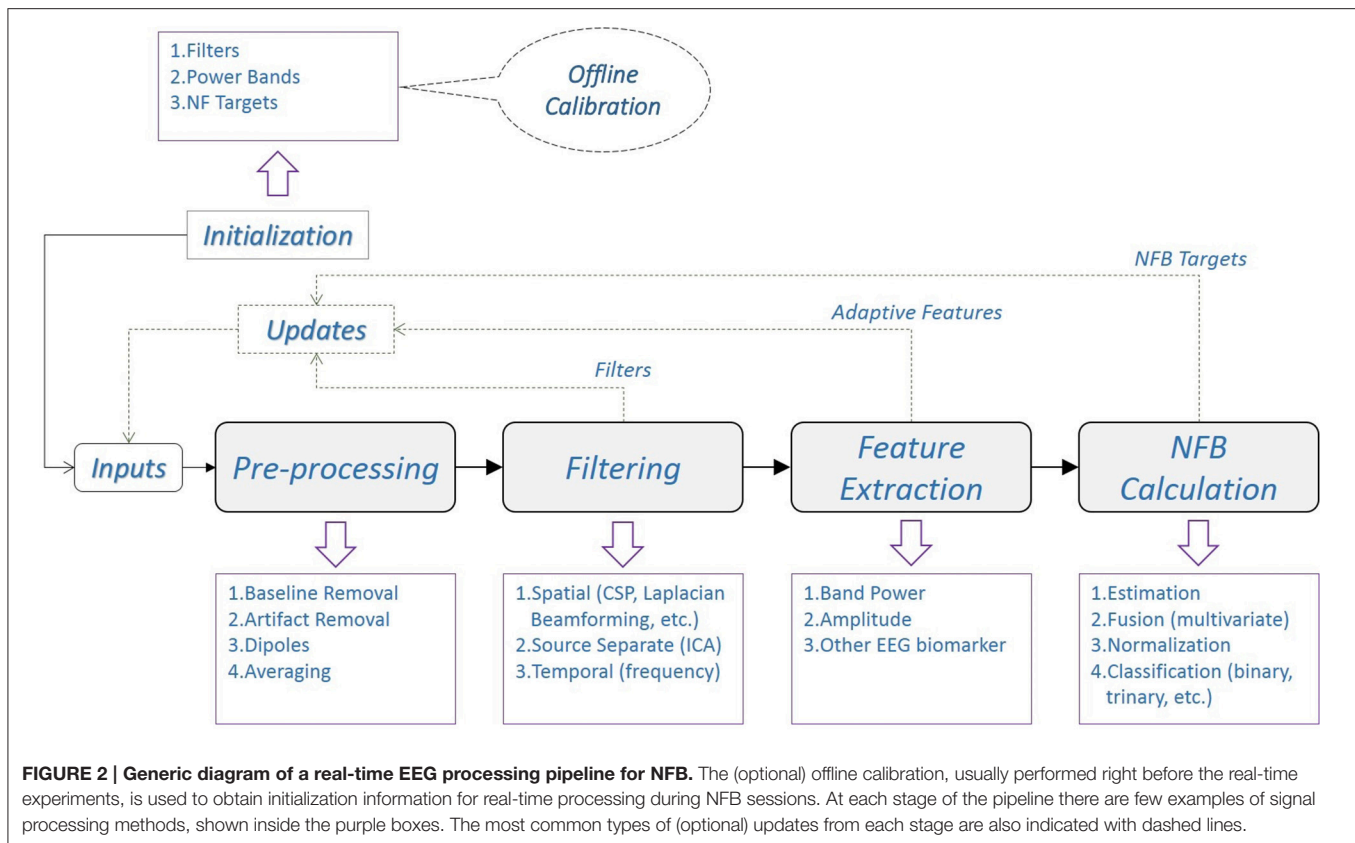 1.Filters
2.Power Bands
3.NF Targets
Offline
Calibration
Initialization
NFB Targets
Updates
Adaptive Features
Filters
Inputs
Pre-processing
Filtering
Feature
Extraction
NFB
Calculation
1.Baseline Removal
2.Artifact Removal
3.Dipoles
4.Averaging
1.Spatial (CSP, Laplacian
Beamforming, etc.)
2.Source Separate (ICA)
3.Temporal (frequency)
1.Band Power
2.Amplitude
3.Other EEG biomarker
1.Estimation
2.Fusion (multivariate)
3.Normalization
4.Classification (binary,
trinary, etc.)
FIGURE 2 | Generic diagram of a real-time EEG processing pipeline for NFB. The (optional) offline calibration, usually performed right before the real-time
experiments, is used to obtain initialization information for real-time processing during NFB sessions. At each stage of the pipeline there are few examples of signal
processing methods, shown inside the purple boxes. The most common types of (optional) updates from each stage are also indicated with dashed lines.